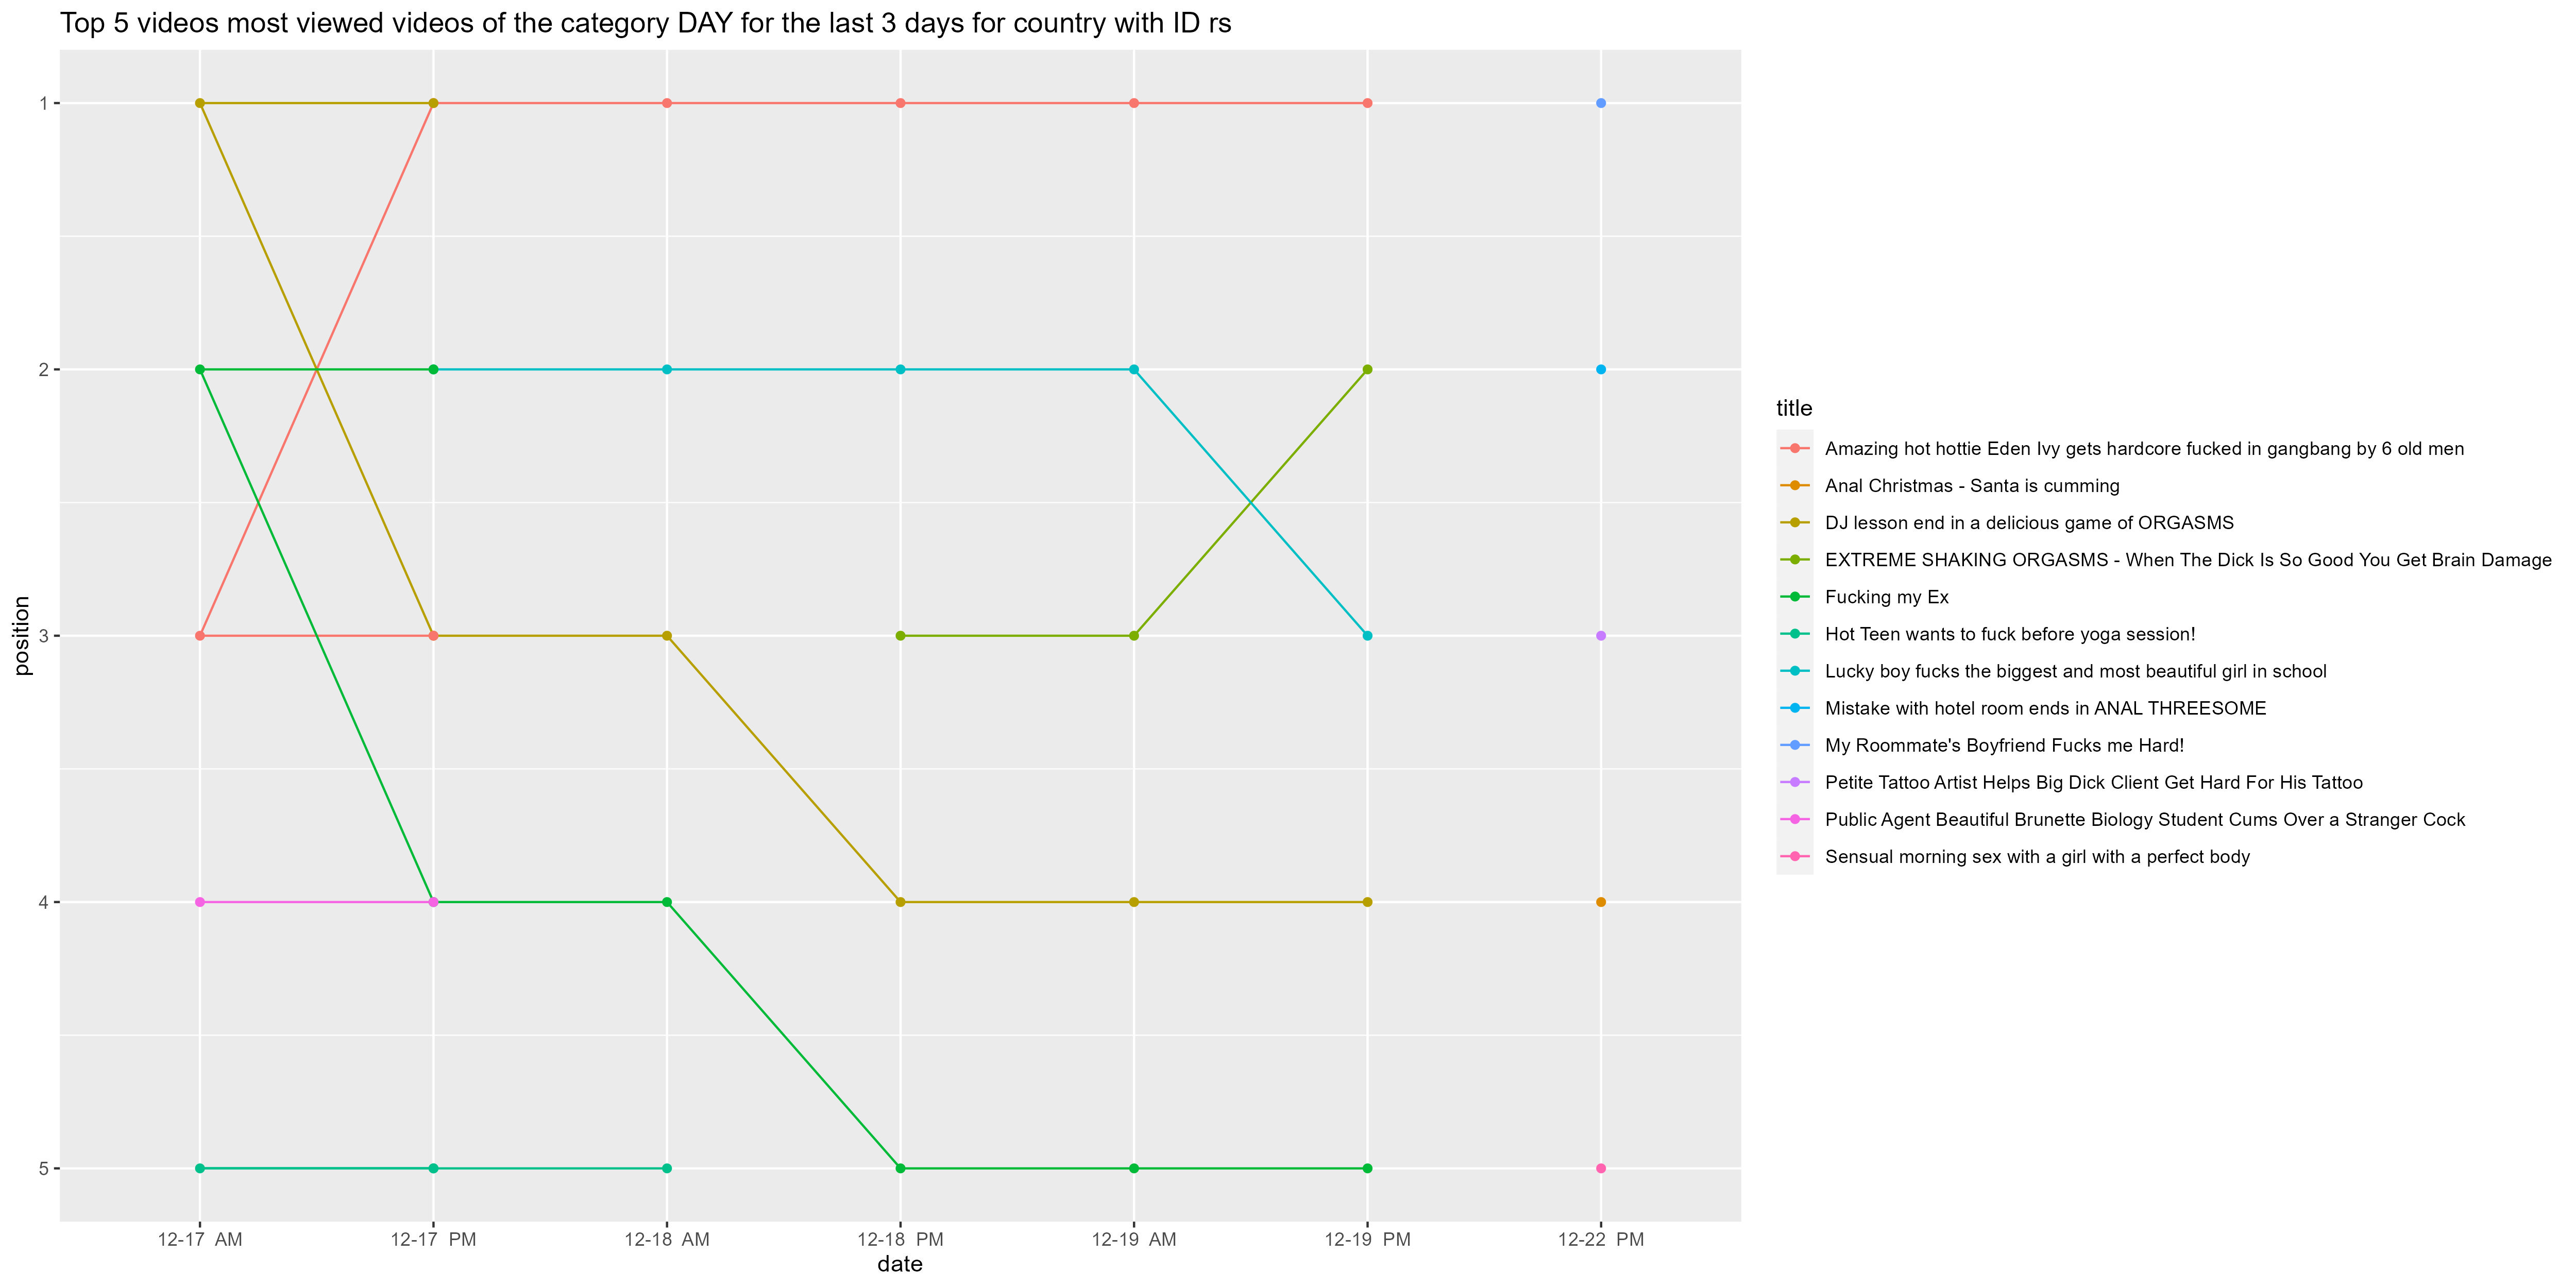 Top 5 videos most viewed videos of the category DAY for the last 3 days for country with ID rs
1
2
3
4
5
position
12-17 AM
12-17 PM
12-18 AM
12-18 PM
12-19 AM
12-19 PM
12-22 PM
date
title
Amazing hot hottie Eden Ivy gets hardcore fucked in gangbang by 6 old men
Anal Christmas - Santa is cumming
DJ lesson end in a delicious game of ORGASMS
EXTREME SHAKING ORGASMS - When The Dick Is So Good You Get Brain Damage
Fucking my Ex
Hot Teen wants to fuck before yoga session!
Lucky boy fucks the biggest and most beautiful girl in school
Mistake with hotel room ends in ANAL THREESOME
My Roommate's Boyfriend Fucks me Hard!
Petite Tattoo Artist Helps Big Dick Client Get Hard For His Tattoo
Public Agent Beautiful Brunette Biology Student Cums Over a Stranger Cock
Sensual morning sex with a girl with a perfect body